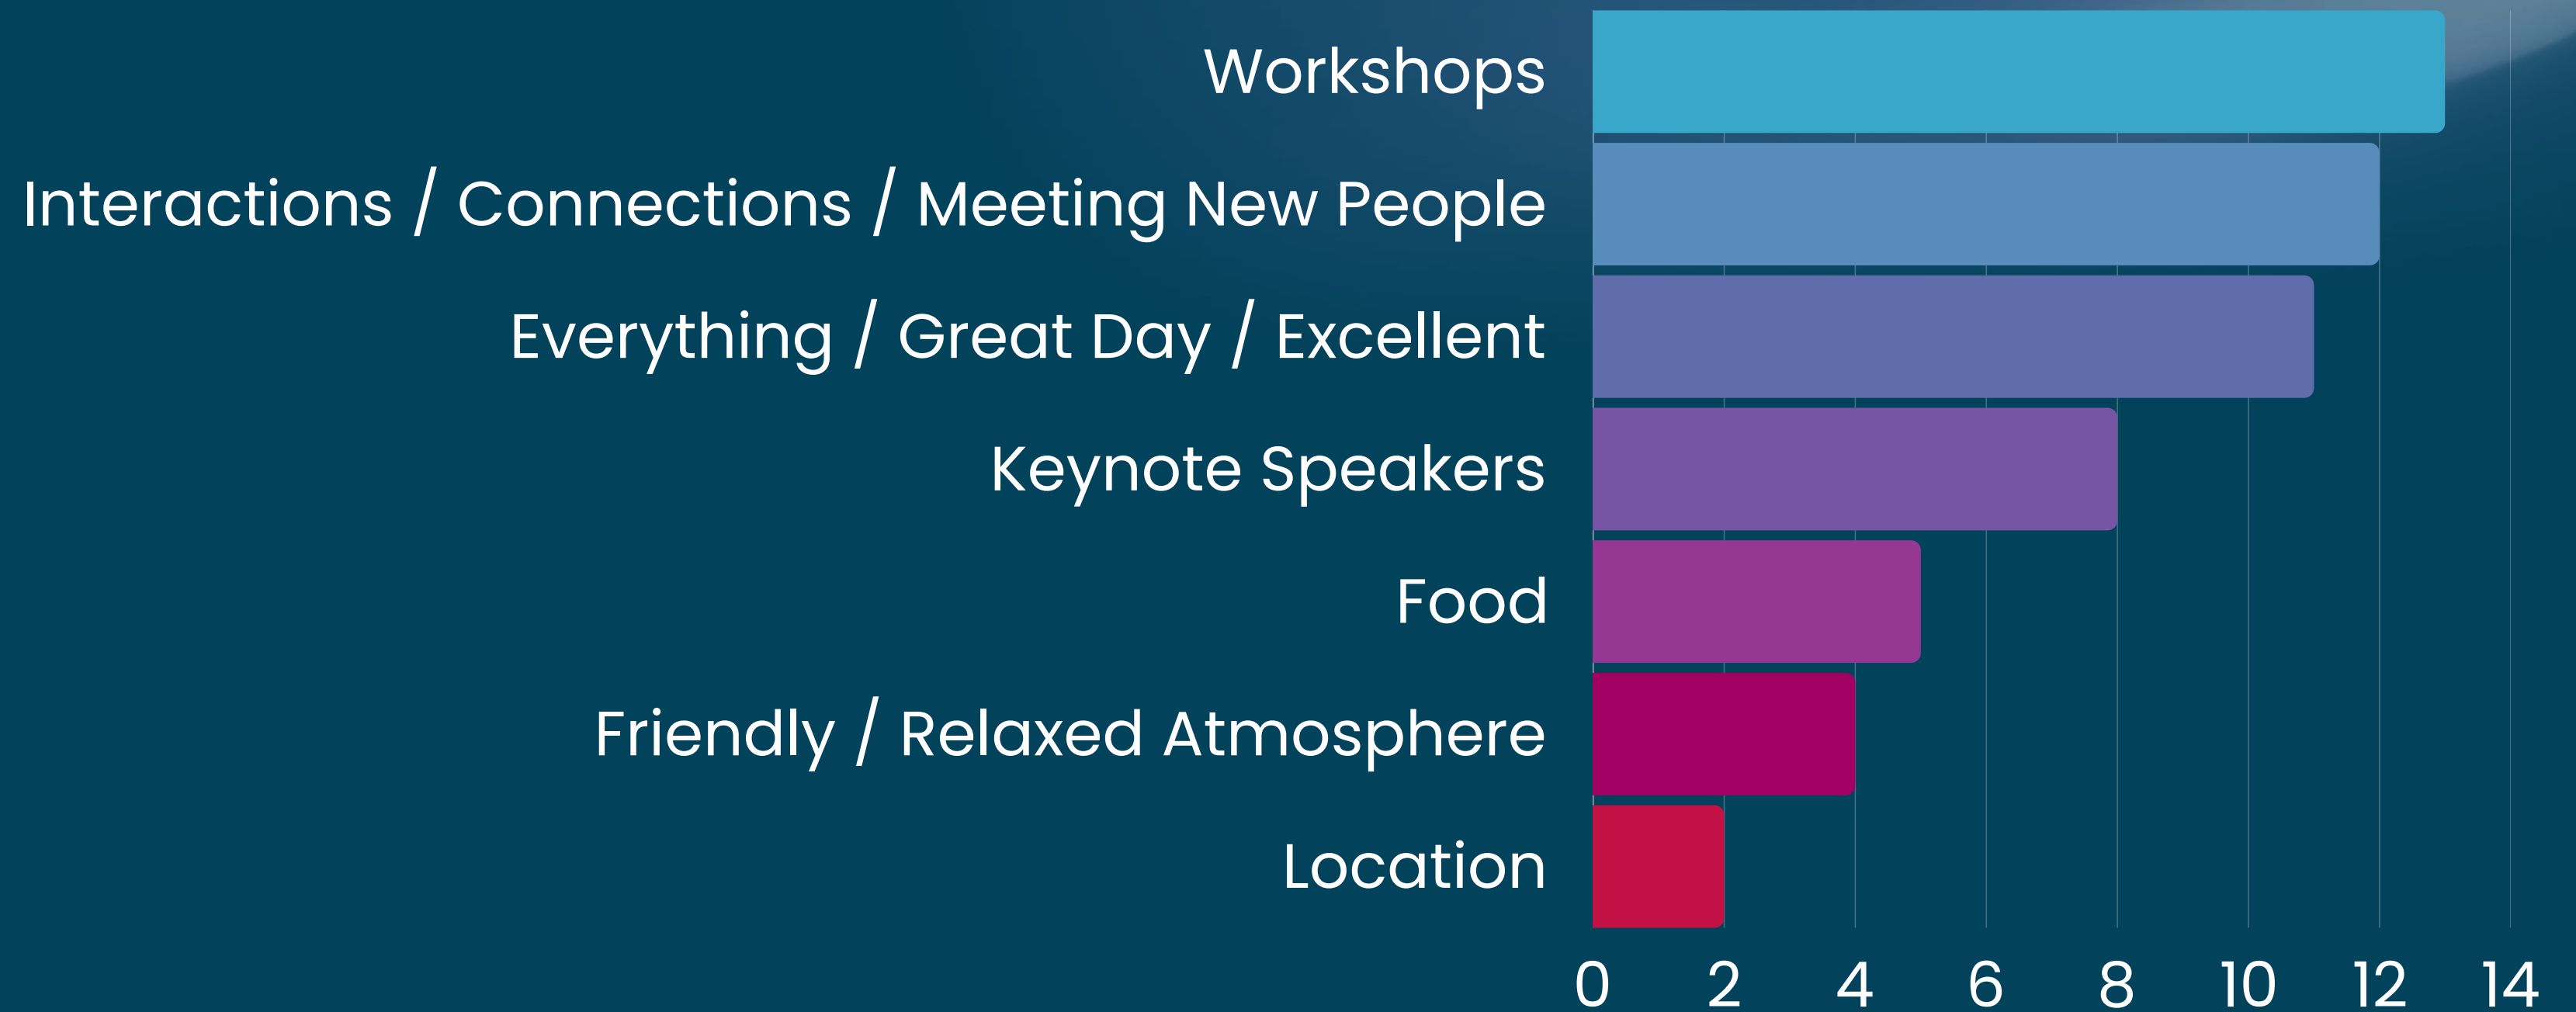 Workshops
Interactions / Connections / Meeting New People
Everything / Great Day / Excellent
Keynote Speakers
Food
Friendly / Relaxed Atmosphere
Location
0 2 4 6 8 10 12 14